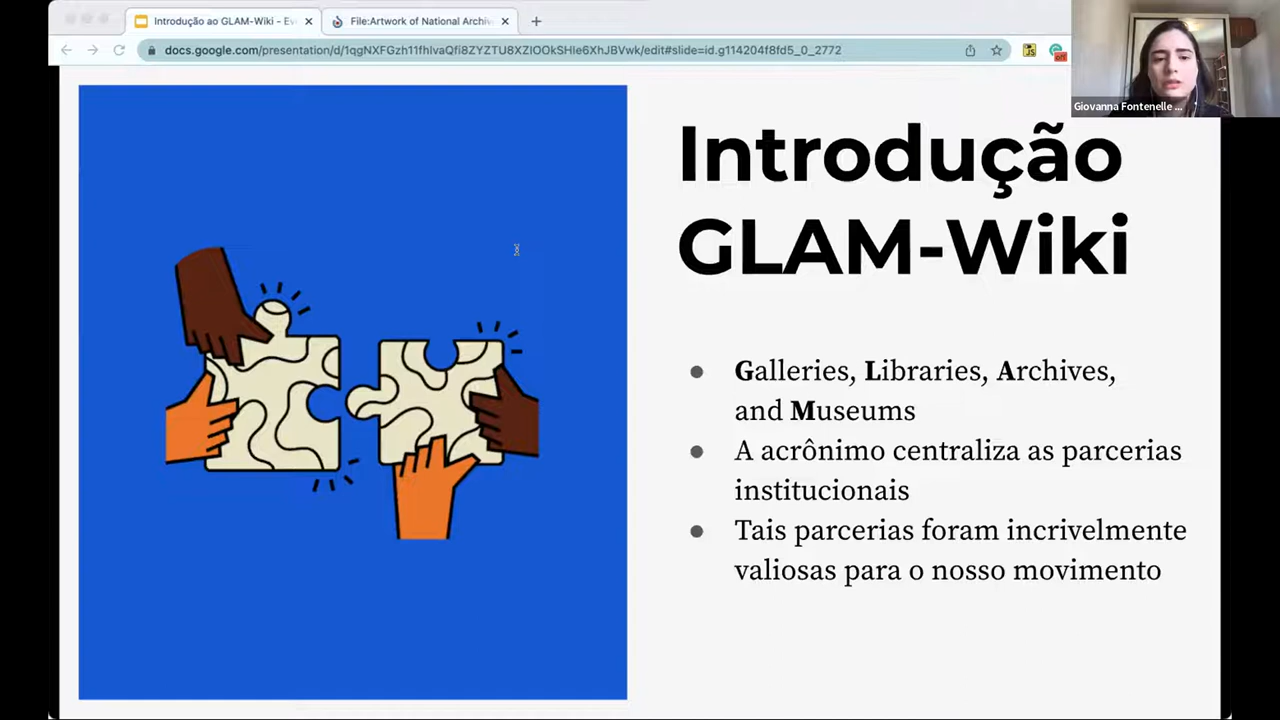 Introdução ao GLAM-Wiki - Ev
File:Artwork of National Archiv
docs.google.com/presentation/d/1qgNXFGzh11fhIvaQfi8ZYZTU8XZIOOkSHIe6XhJBVwk/edit#slide=id.g114204f8fd5_0_2772
JS
off
Giovanna Fontenelle ...
Introdução
GLAM-Wiki
● Galleries, Libraries, Archives,
and Museums
● A acrônimo centraliza as parcerias
institucionais
● Tais parcerias foram incrivelmente
valiosas para o nosso movimento